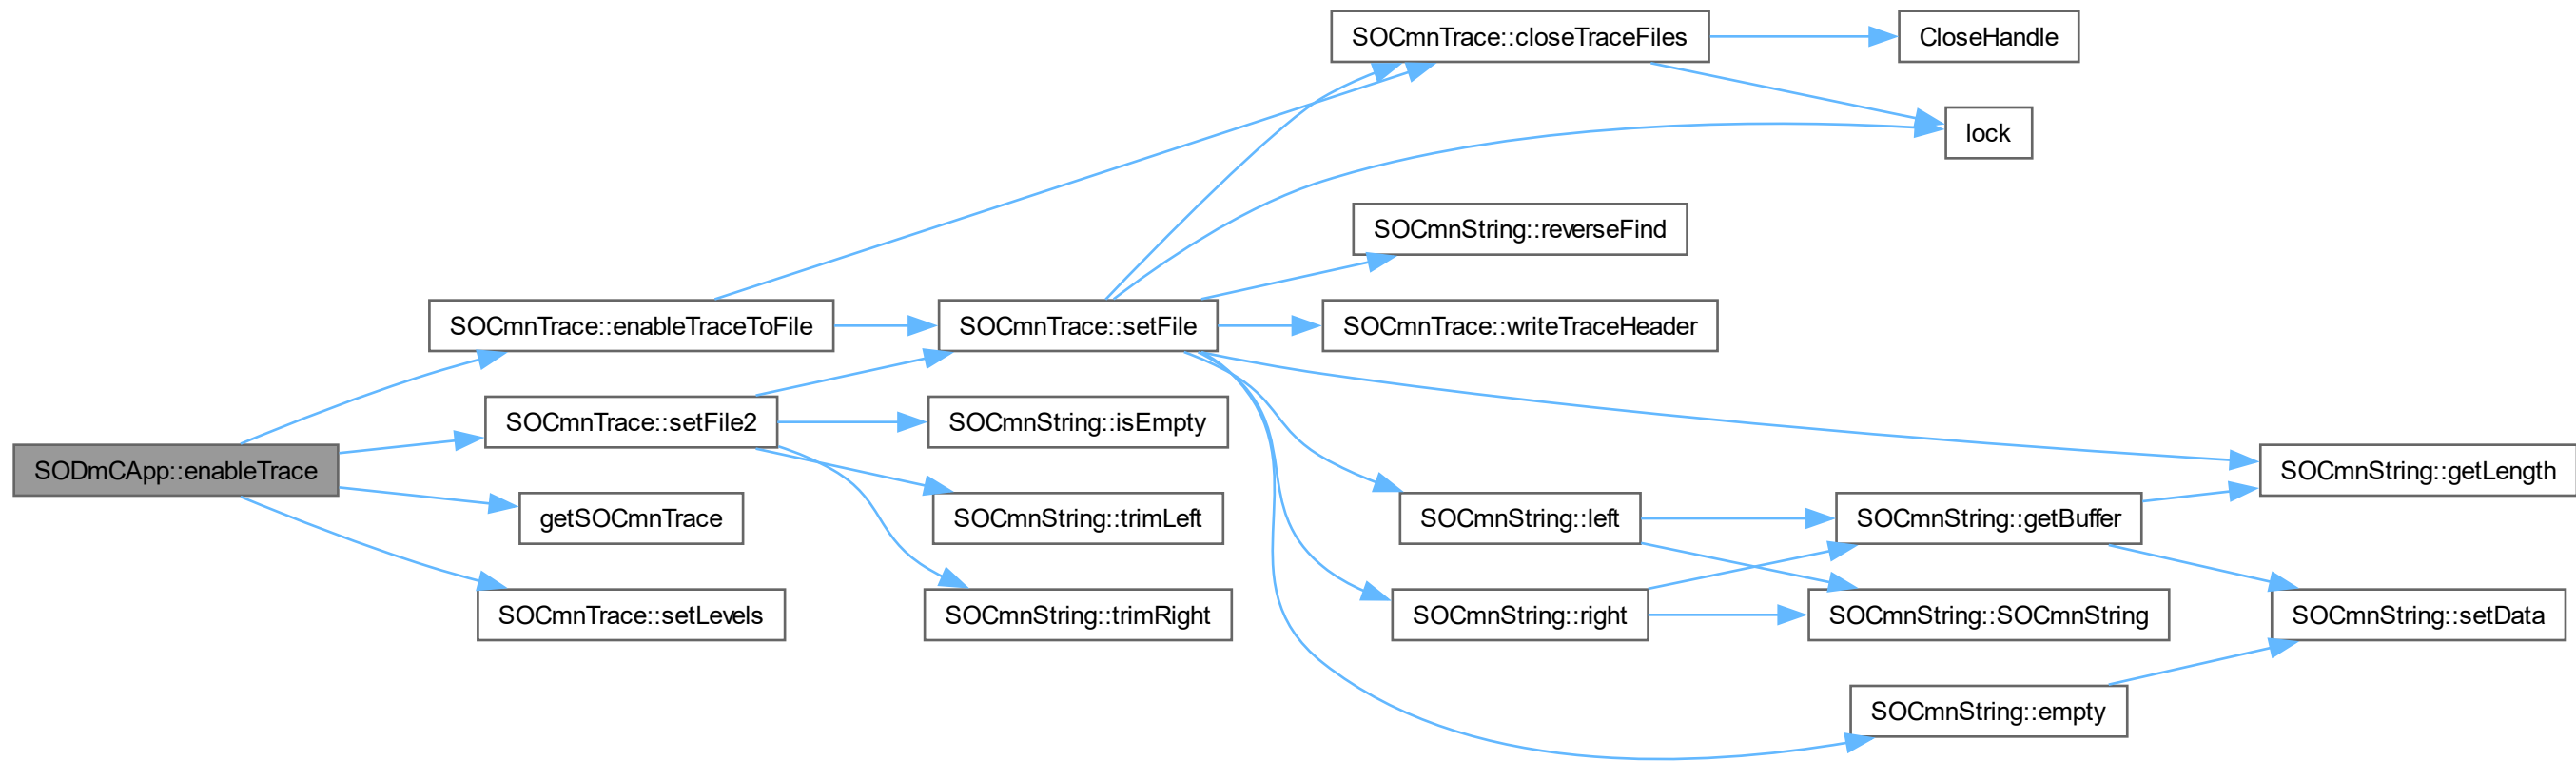 SOCmnTrace::closeTraceFiles
CloseHandle
lock
SOCmnString::reverseFind
SOCmnTrace::enableTraceToFile
SOCmnTrace::setFile
SOCmnTrace::writeTraceHeader
SOCmnTrace::setFile2
SOCmnString::isEmpty
SODmCApp::enableTrace
SOCmnString::getLength
getSOCmnTrace
SOCmnString::trimLeft
SOCmnString::left
SOCmnString::getBuffer
SOCmnTrace::setLevels
SOCmnString::trimRight
SOCmnString::right
SOCmnString::SOCmnString
SOCmnString::setData
SOCmnString::empty